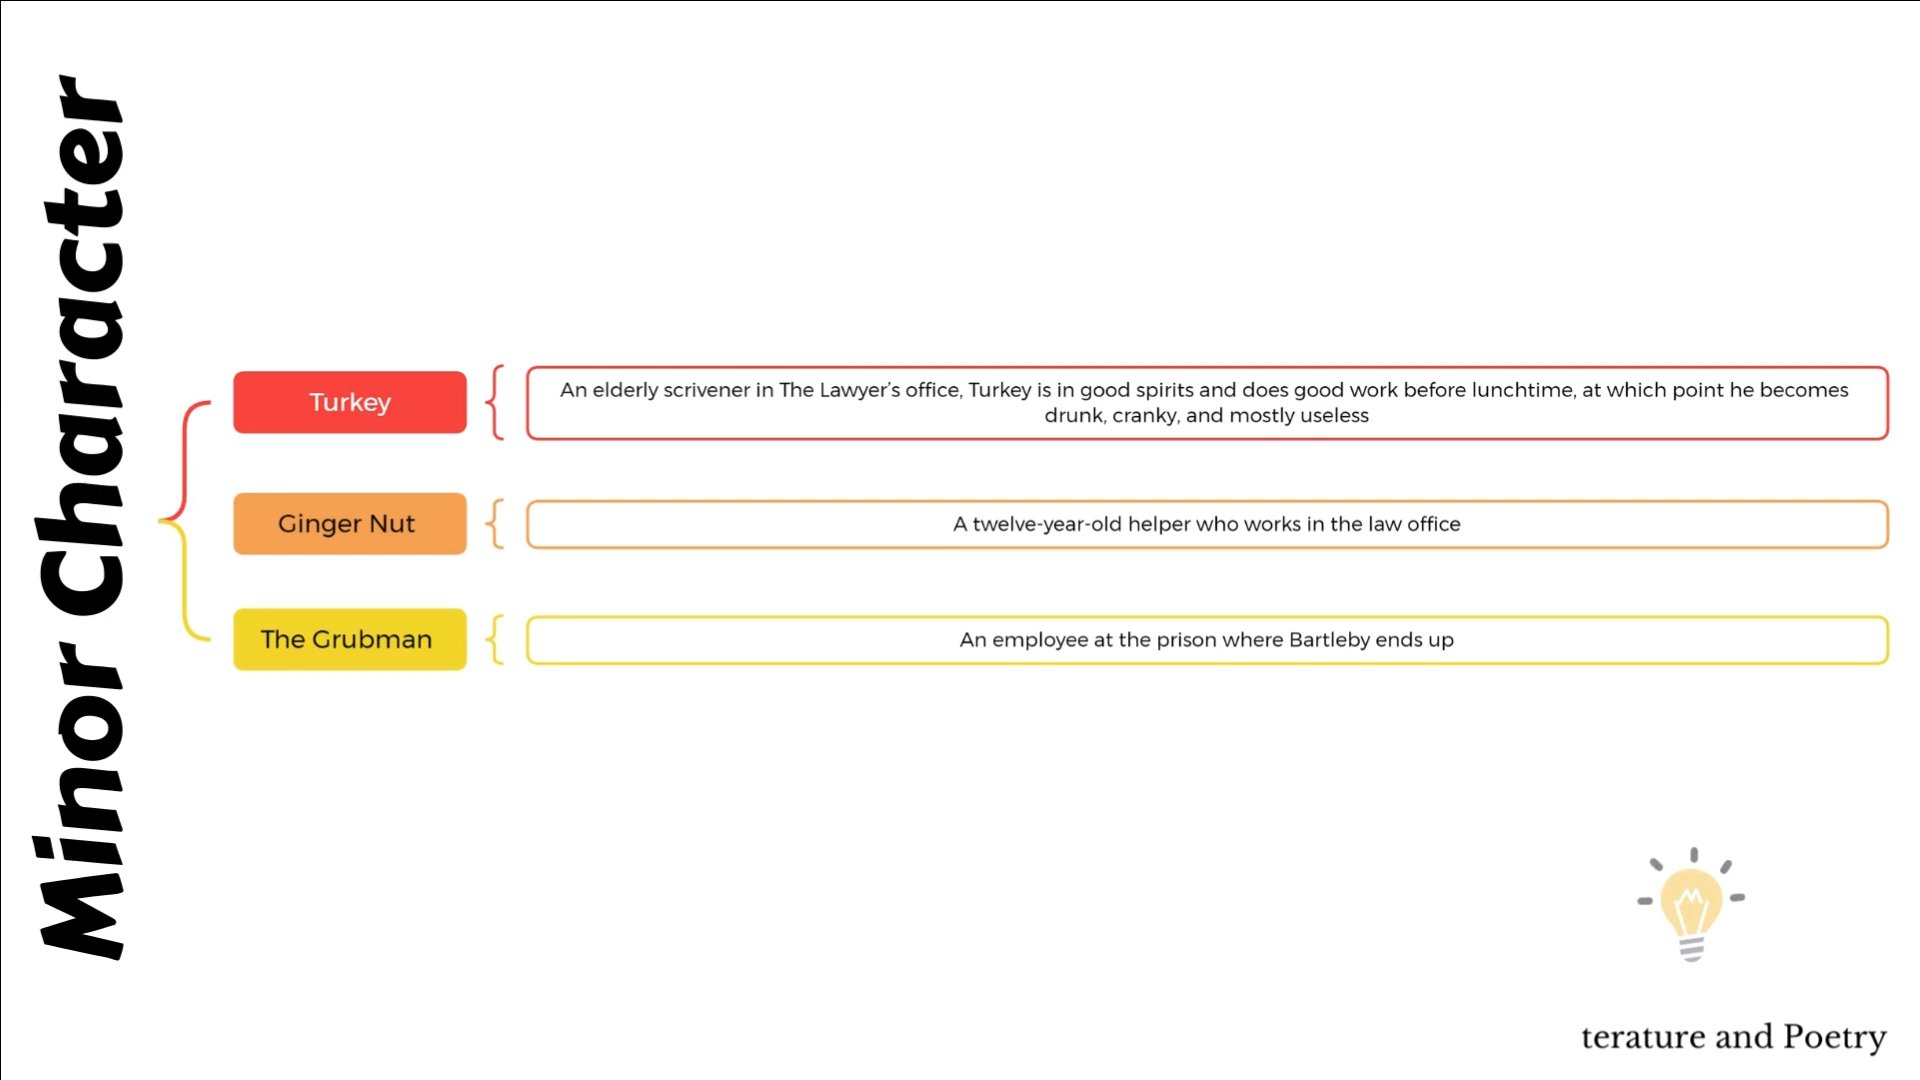 Minor Character
Turkey
An elderly scrivener in The Lawyer's office, Turkey is in good spirits and does good work before lunchtime, at which point he becomes
drunk, cranky, and mostly useless
Ginger Nut
A twelve-year-old helper who works in the law office
The Grubman
An employee at the prison where Bartleby ends up
terature and Poetry